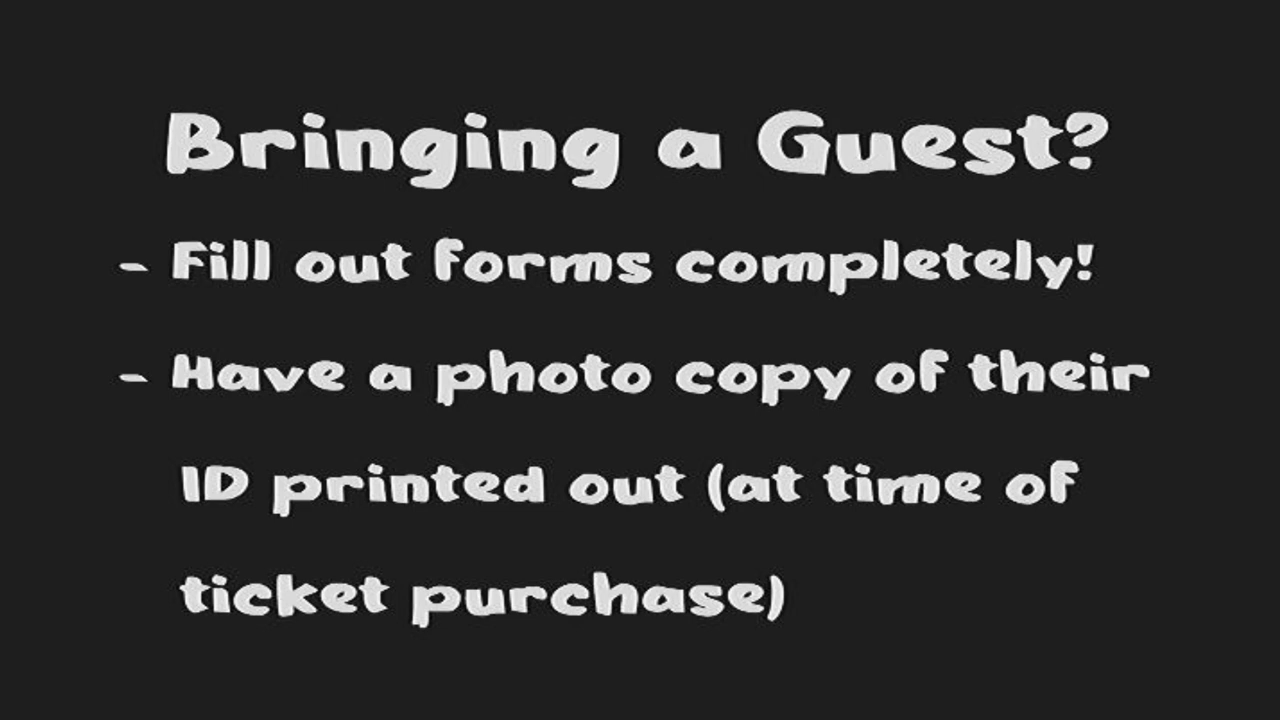 Bringing a Guest?
- Fill out forms completely!
- Have a photo copy of their
ID printed out (at time of
ticket purchase)